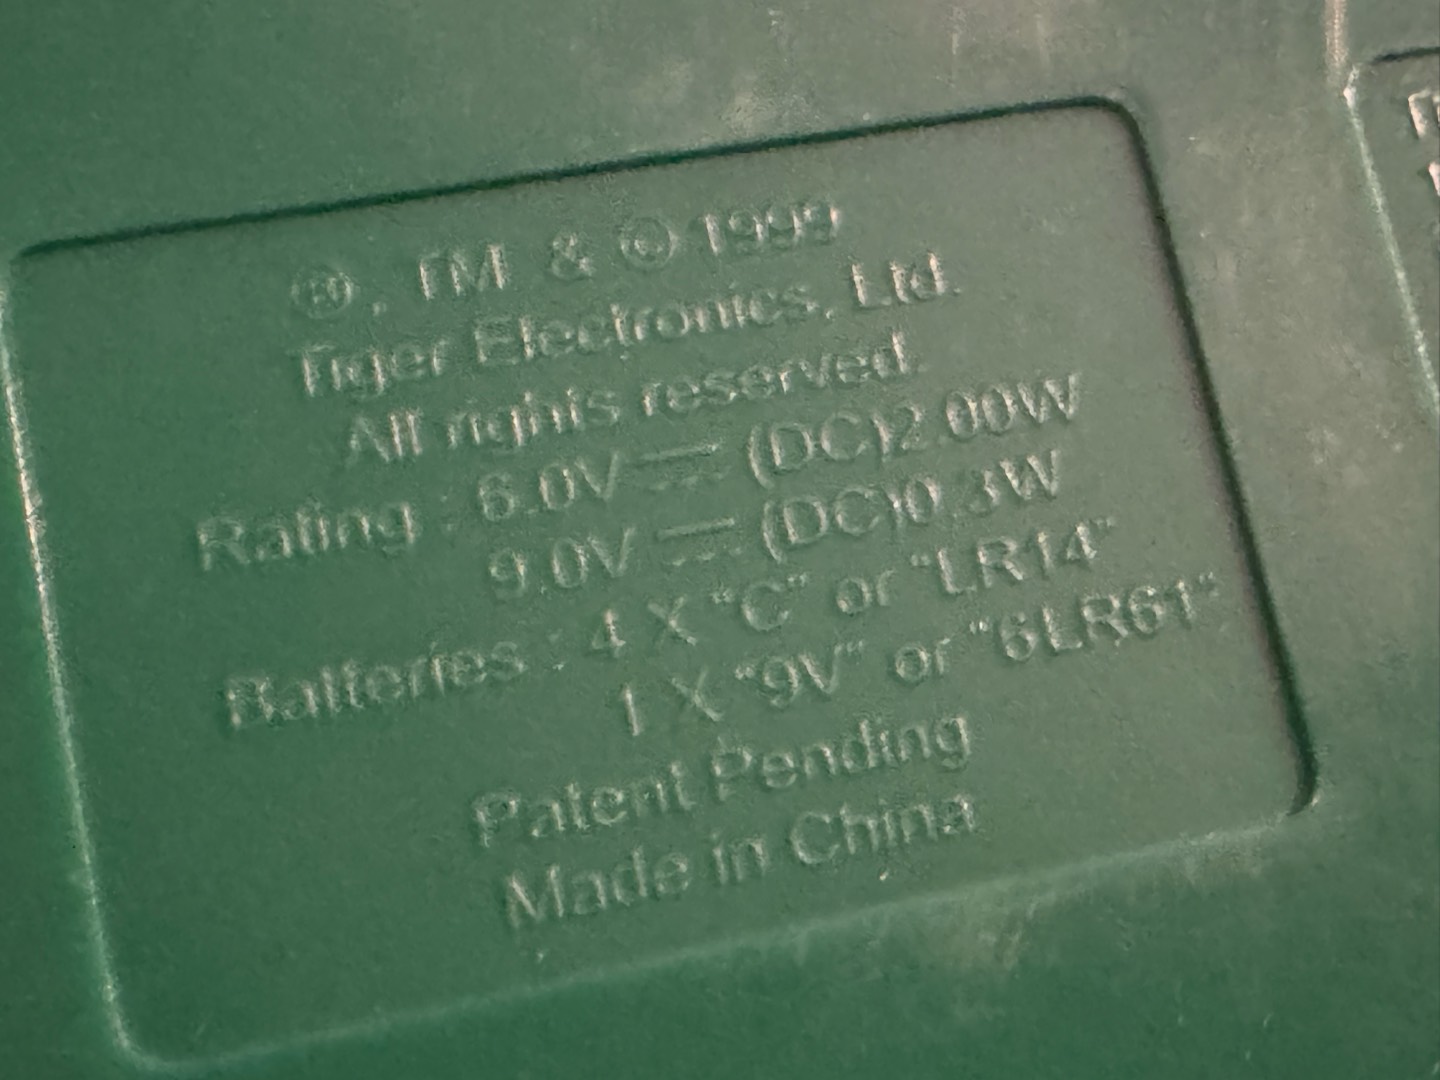 ®, TM & © 1999
Tiger Electronics, Ltd.
All rights reserved.
Rating : 6.0V ⎓ (DC)2.00W
9.0V ⎓ (DC)0.3W
Batteries : 4 X "C" or "LR14"
1 X "9V" or "6LR61"
Patent Pending
Made in China